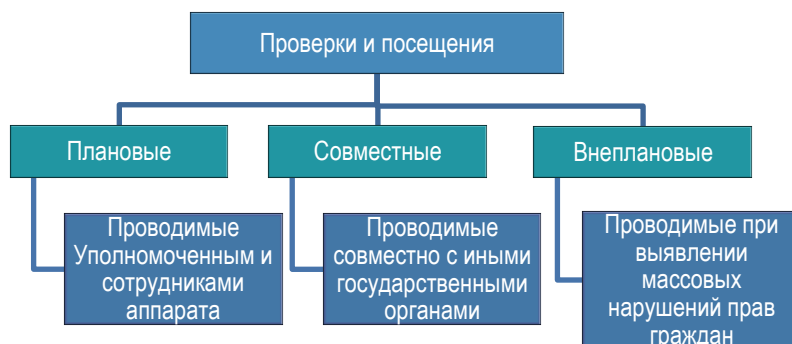 Проверки и посещения
Плановые
Совместные
Внеплановые
Проводимые
Уполномоченным и
сотрудниками
аппарата
Проводимые
совместно с иными
государственными
органами
Проводимые при
выявлении
массовых
нарушений прав
граждан